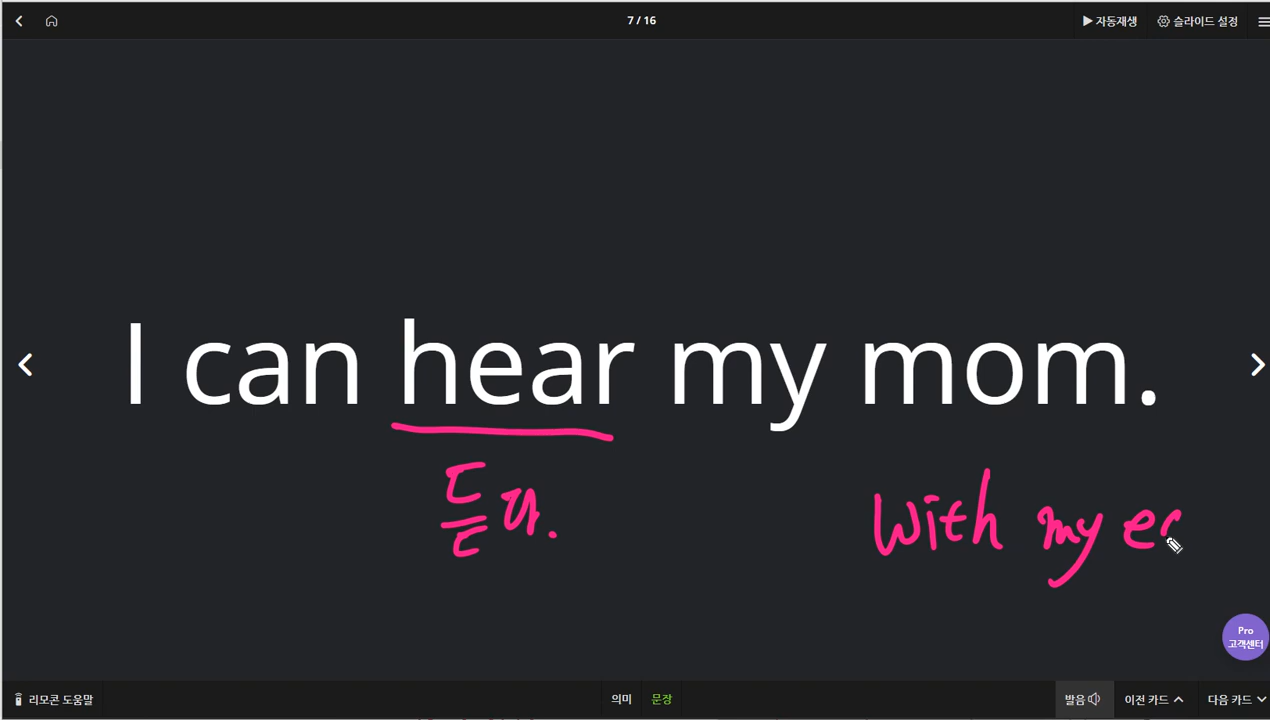 7 / 16
자동재생
슬라이드 설정
I can hear my mom.
듣다.
with my
Pro
고객센터
리모콘 도움말
의미
문장
발음
이전 카드
다음 카드